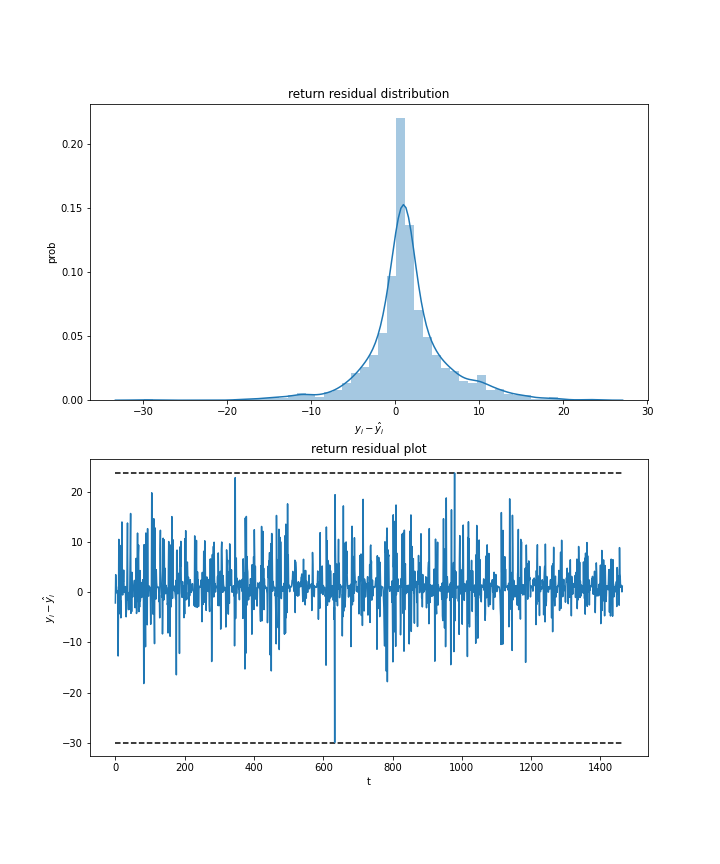 return residual distribution
prob
0.20
0.15
0.10
0.05
0.00
−30 −20 −10 0 10 20 30
$y_i - \hat{y}_i$
return residual plot
$y_i - \hat{y}_i$
20
10
0
−10
−20
−30
0 200 400 600 800 1000 1200 1400
t